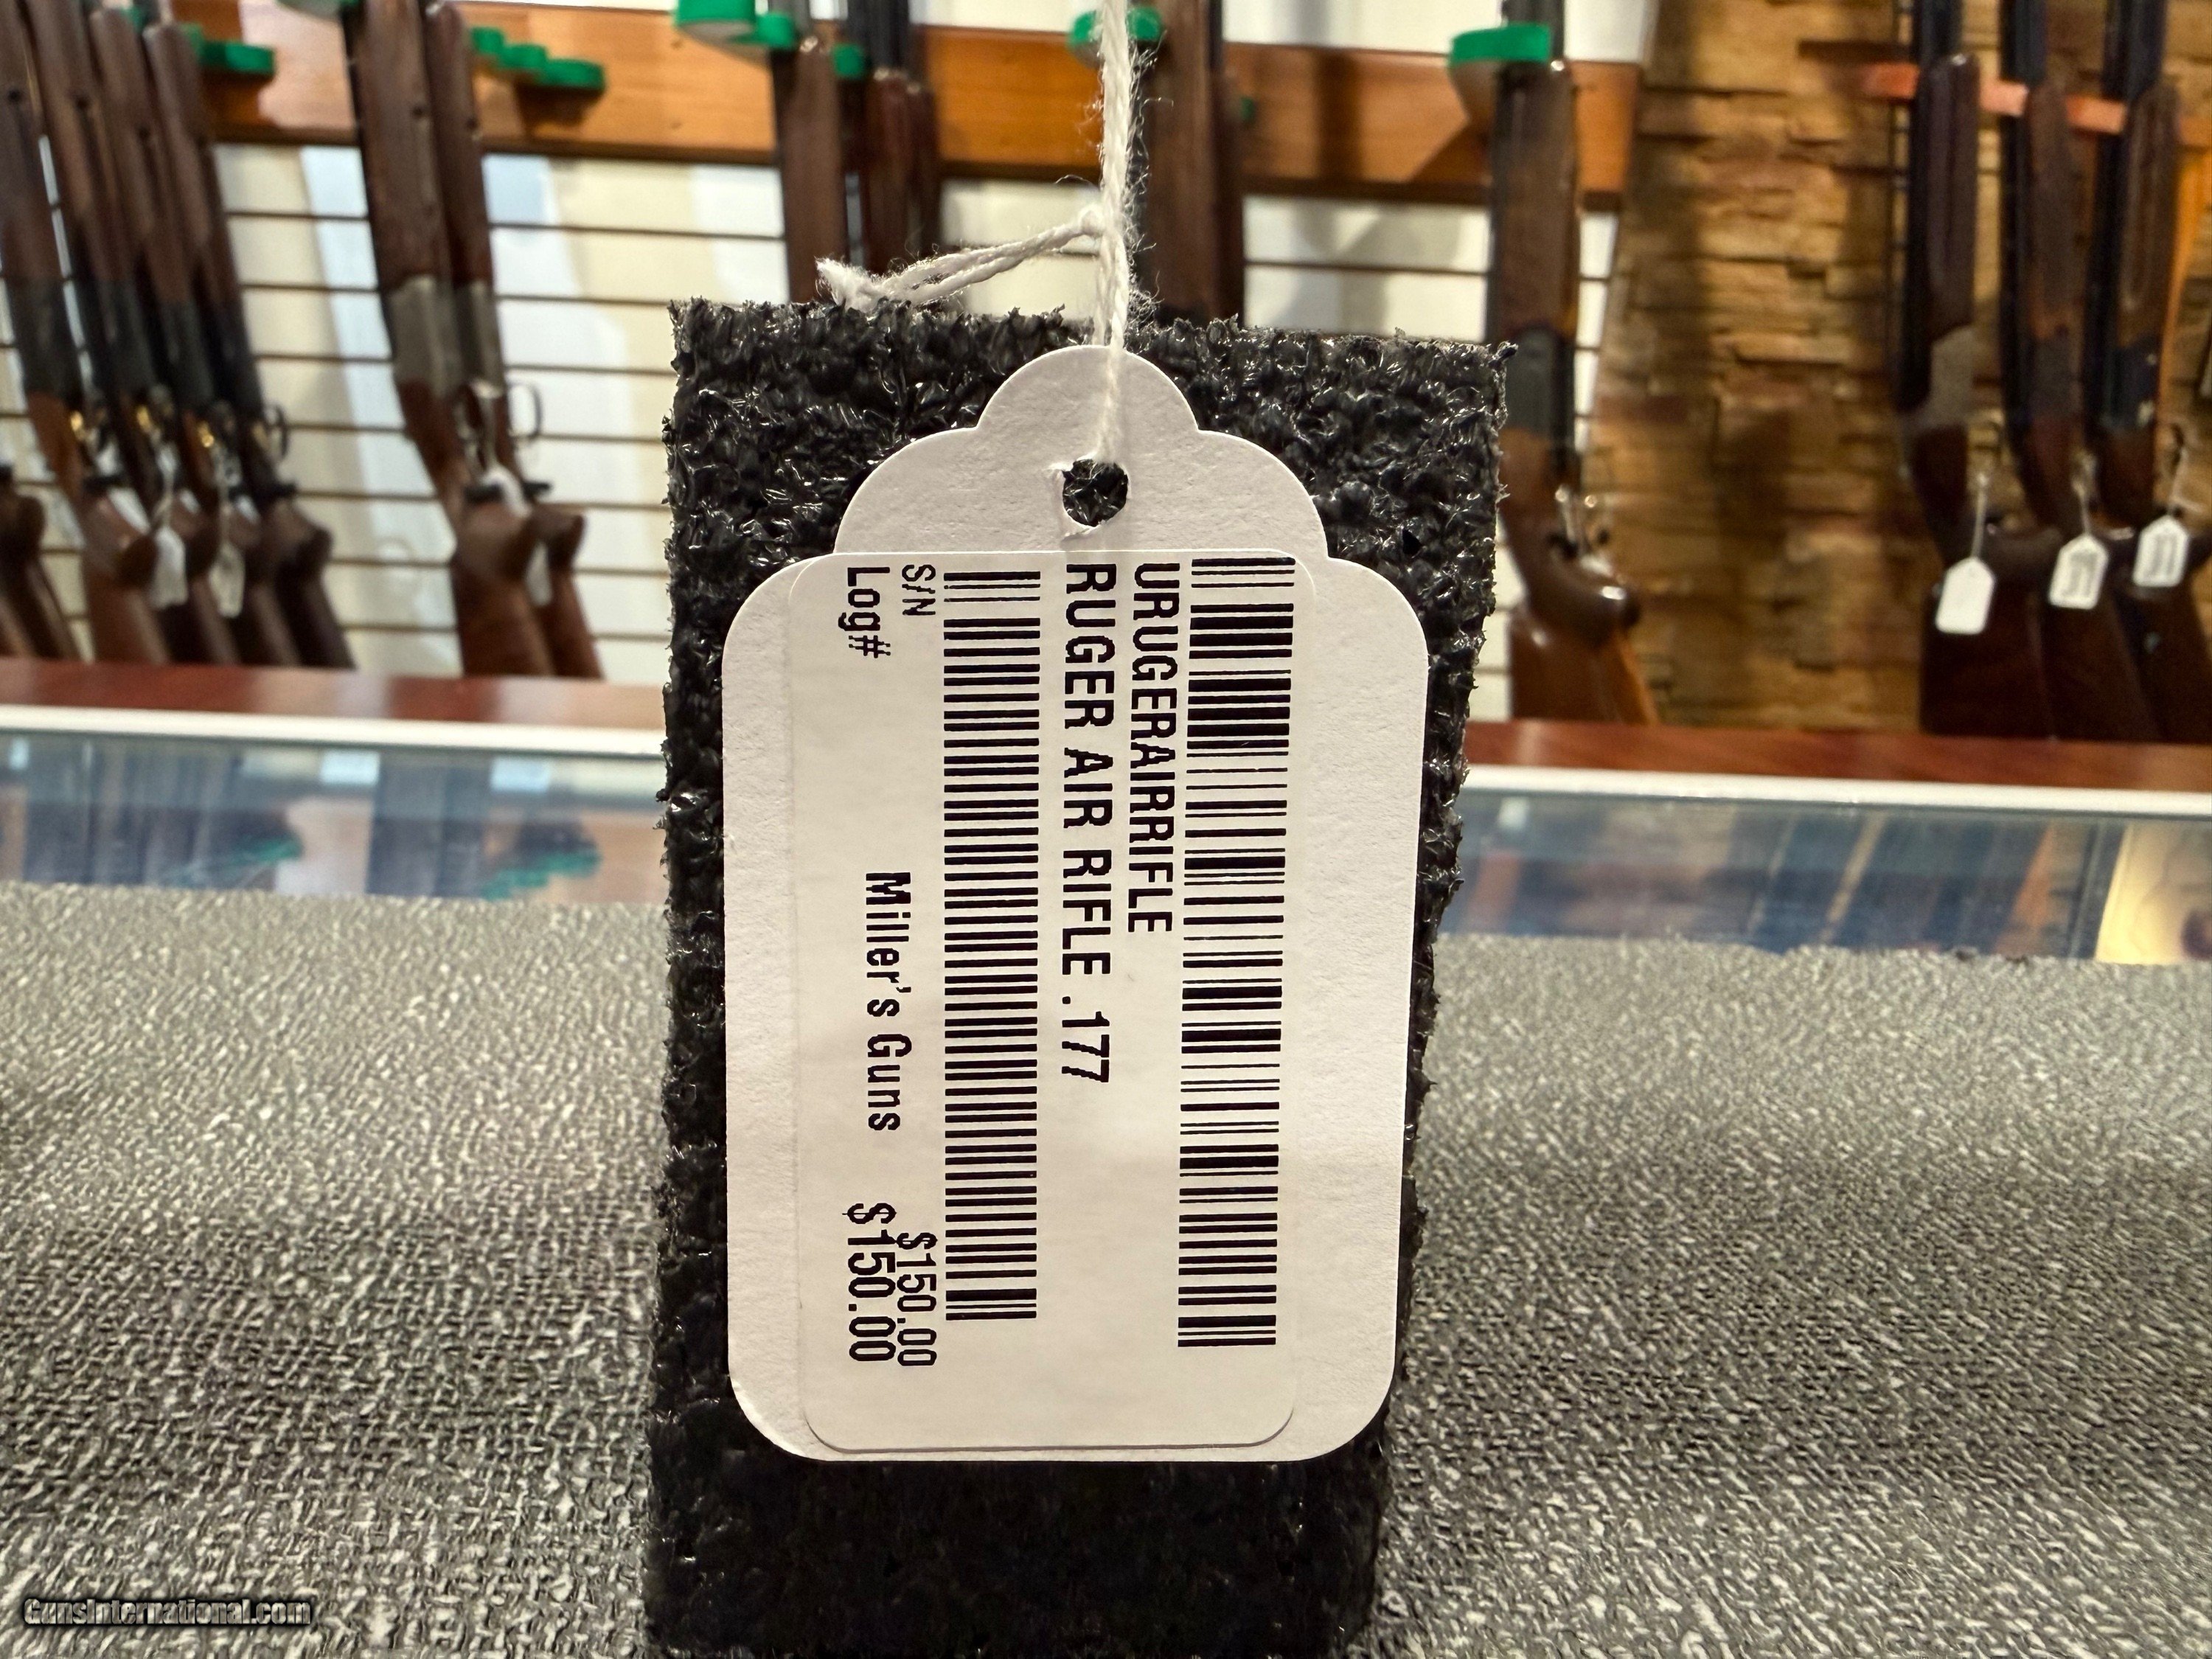 URUGERAIRRIFLE
RUGER AIR RIFLE .177
S/N $150.00
Log# Miller's Guns $150.00
GunsInternational.com